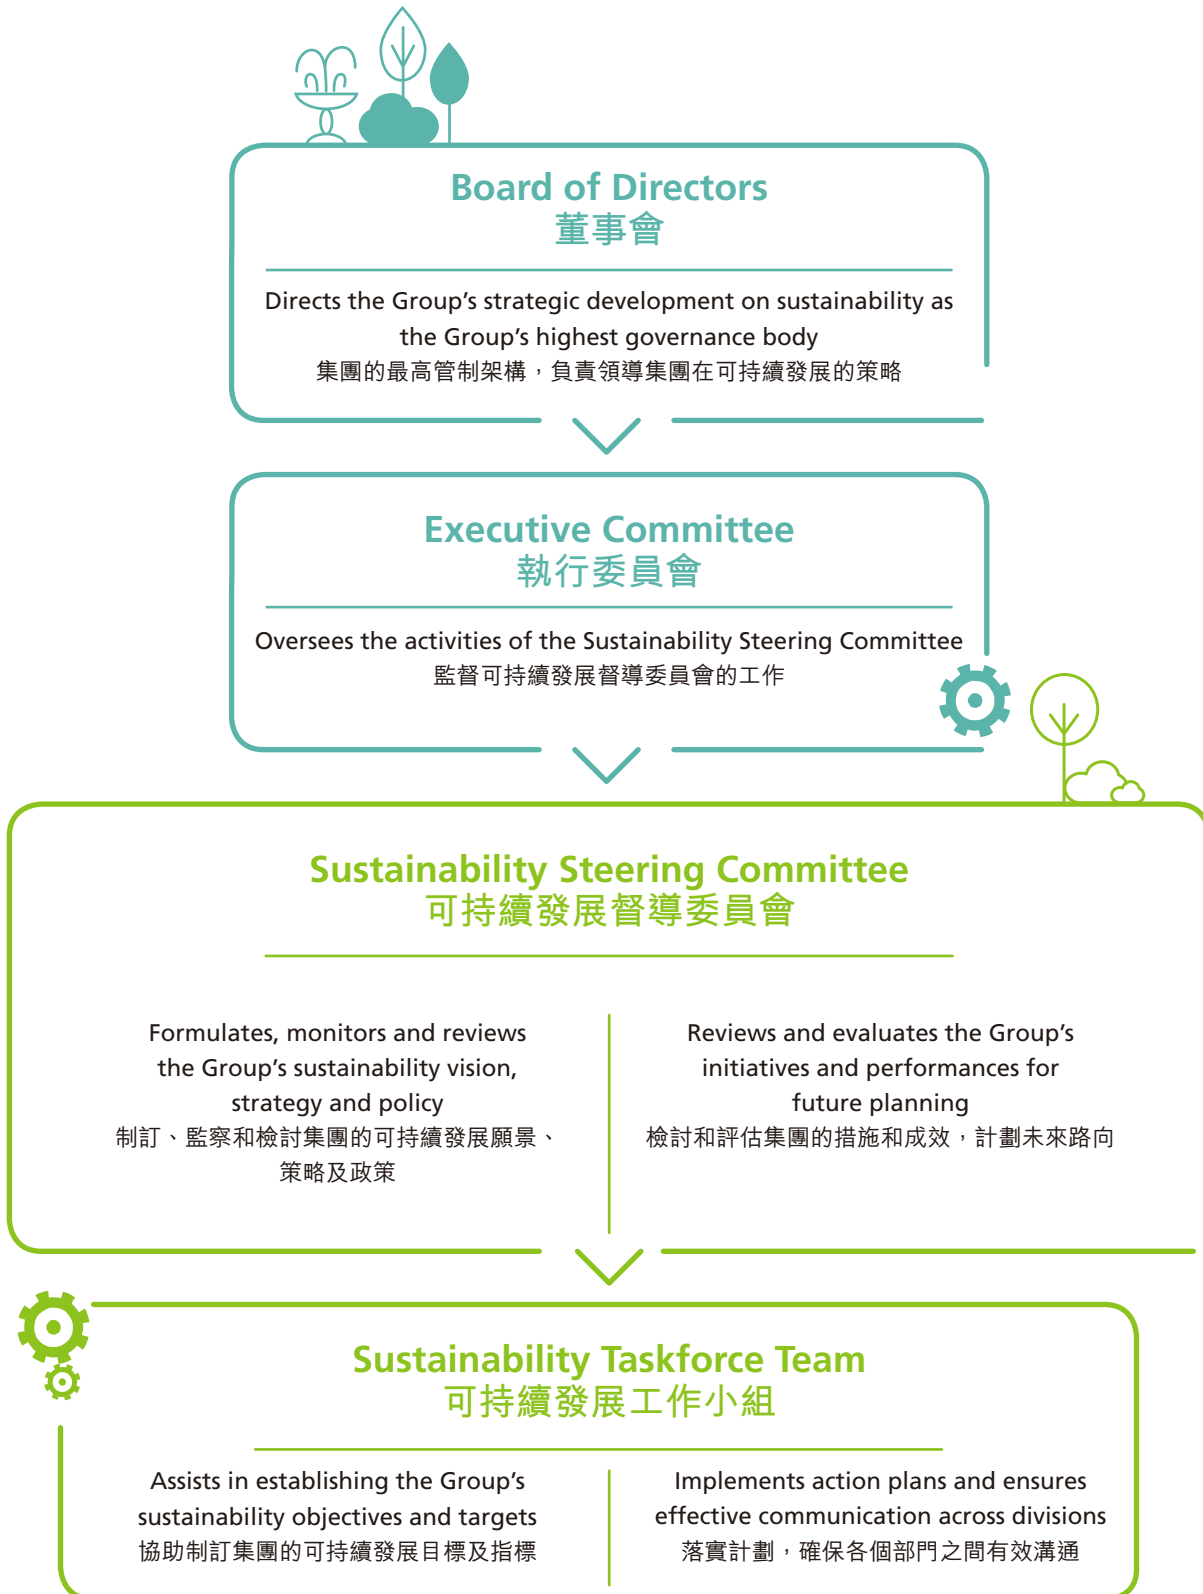 Board of Directors
董事會
Directs the Group’s strategic development on sustainability as
the Group’s highest governance body
集團的最高管制架構，負責領導集團在可持續發展的策略
Executive Committee
執行委員會
Oversees the activities of the Sustainability Steering Committee
監督可持續發展督導委員會的工作
Sustainability Steering Committee
可持續發展督導委員會
Formulates, monitors and reviews
the Group’s sustainability vision,
strategy and policy
制訂、監察和檢討集團的可持續發展願景、
策略及政策
Reviews and evaluates the Group’s
initiatives and performances for
future planning
檢討和評估集團的措施和成效，計劃未來路向
Sustainability Taskforce Team
可持續發展工作小組
Assists in establishing the Group’s
sustainability objectives and targets
協助制訂集團的可持續發展目標及指標
Implements action plans and ensures
effective communication across divisions
落實計劃，確保各個部門之間有效溝通